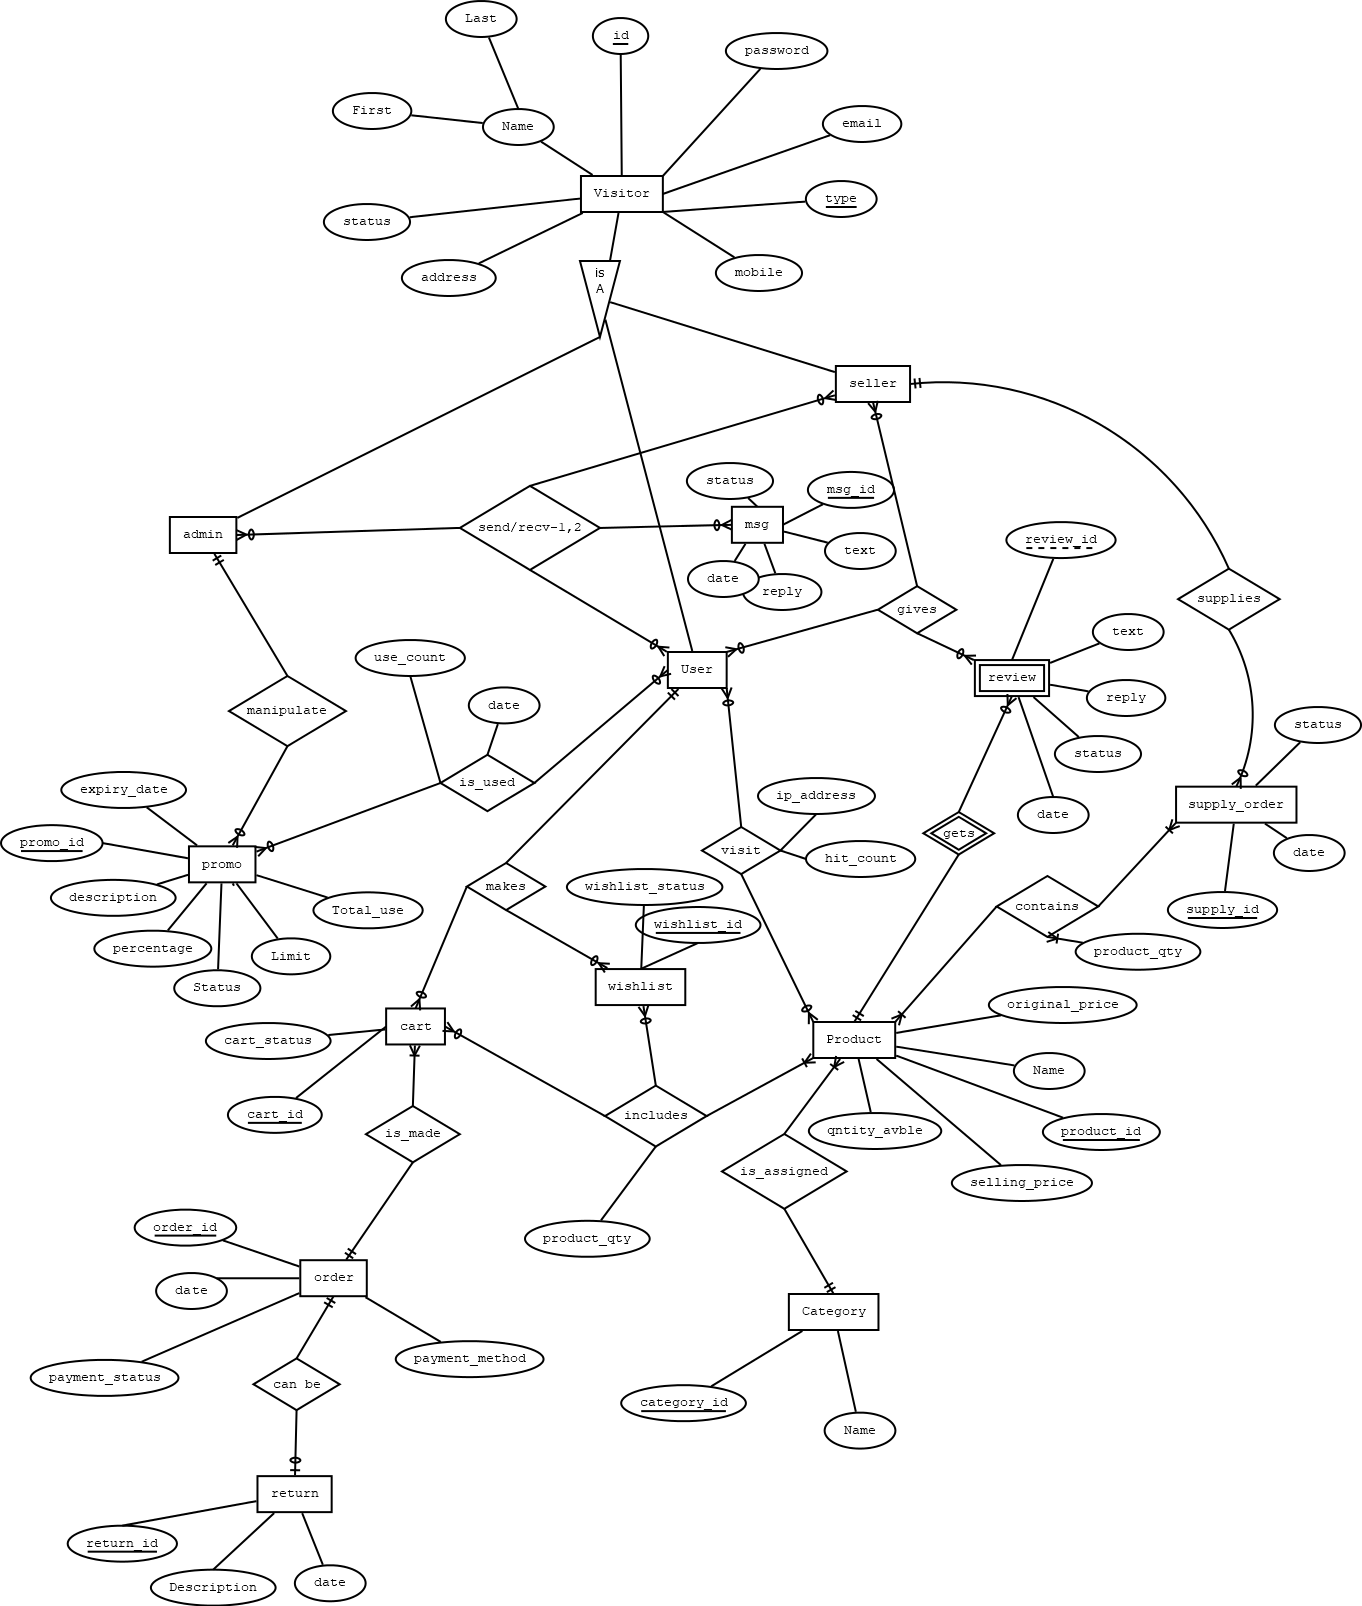 Last
id
password
First
Name
email
Visitor
type
status
address
mobile
is
A
seller
status
msg_id
admin
send/recv-1,2
msg
text
review_id
date
reply
supplies
gives
text
use_count
User
review
reply
date
manipulate
status
status
is_used
expiry_date
ip_address
supply_order
date
promo_id
gets
promo
visit
hit_count
date
makes
wishlist_status
description
contains
Total_use
supply_id
wishlist_id
percentage
product_qty
Limit
Status
wishlist
original_price
cart
cart_status
Product
Name
cart_id
includes
is_made
qntity_avble
product_id
is_assigned
selling_price
order_id
product_qty
order
date
Category
payment_method
payment_status
can be
category_id
Name
return
return_id
date
Description